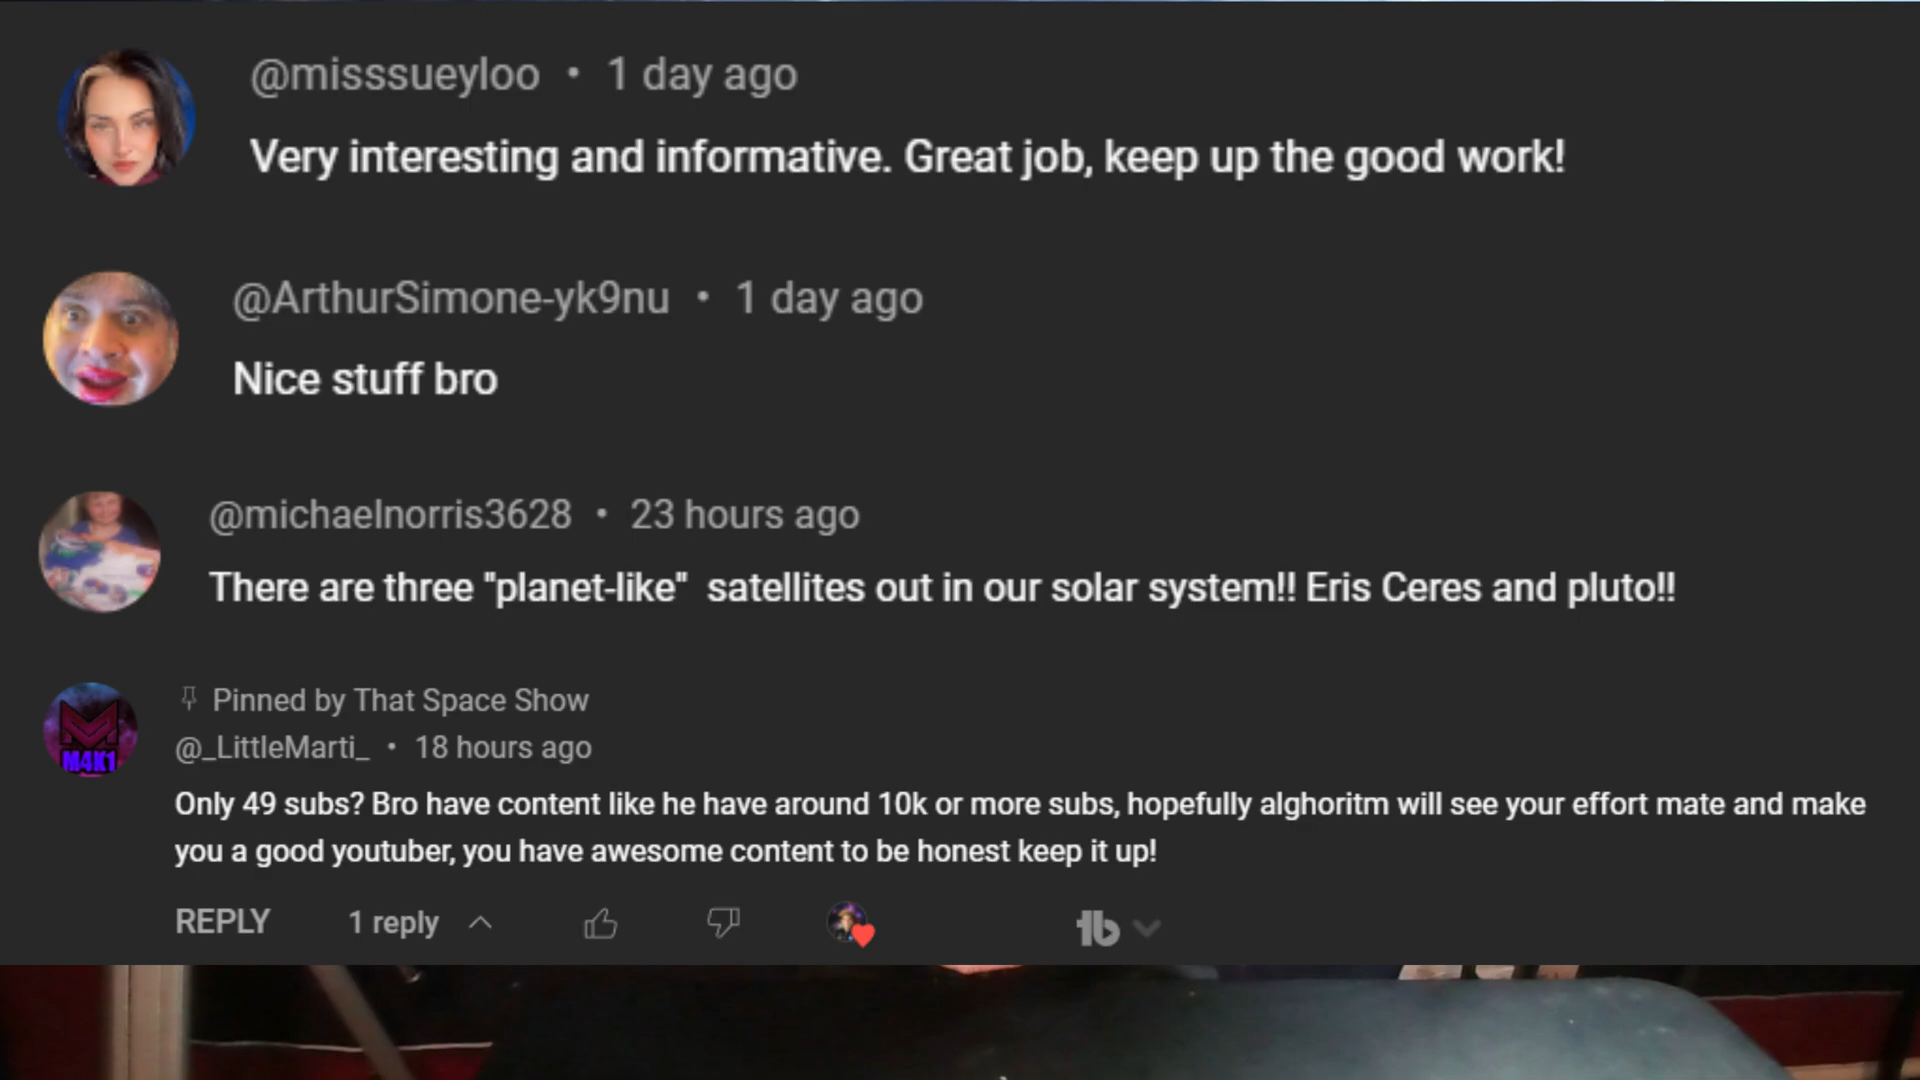 @misssueyloo • 1 day ago
Very interesting and informative. Great job, keep up the good work!
@ArthurSimone-yk9nu • 1 day ago
Nice stuff bro
@michaelnorris3628 • 23 hours ago
There are three "planet-like"  satellites out in our solar system!! Eris Ceres and pluto!!
Pinned by That Space Show
@_LittleMarti_ • 18 hours ago
M4K1
Only 49 subs? Bro have content like he have around 10k or more subs, hopefully alghoritm will see your effort mate and make
you a good youtuber, you have awesome content to be honest keep it up!
REPLY 1 reply tb